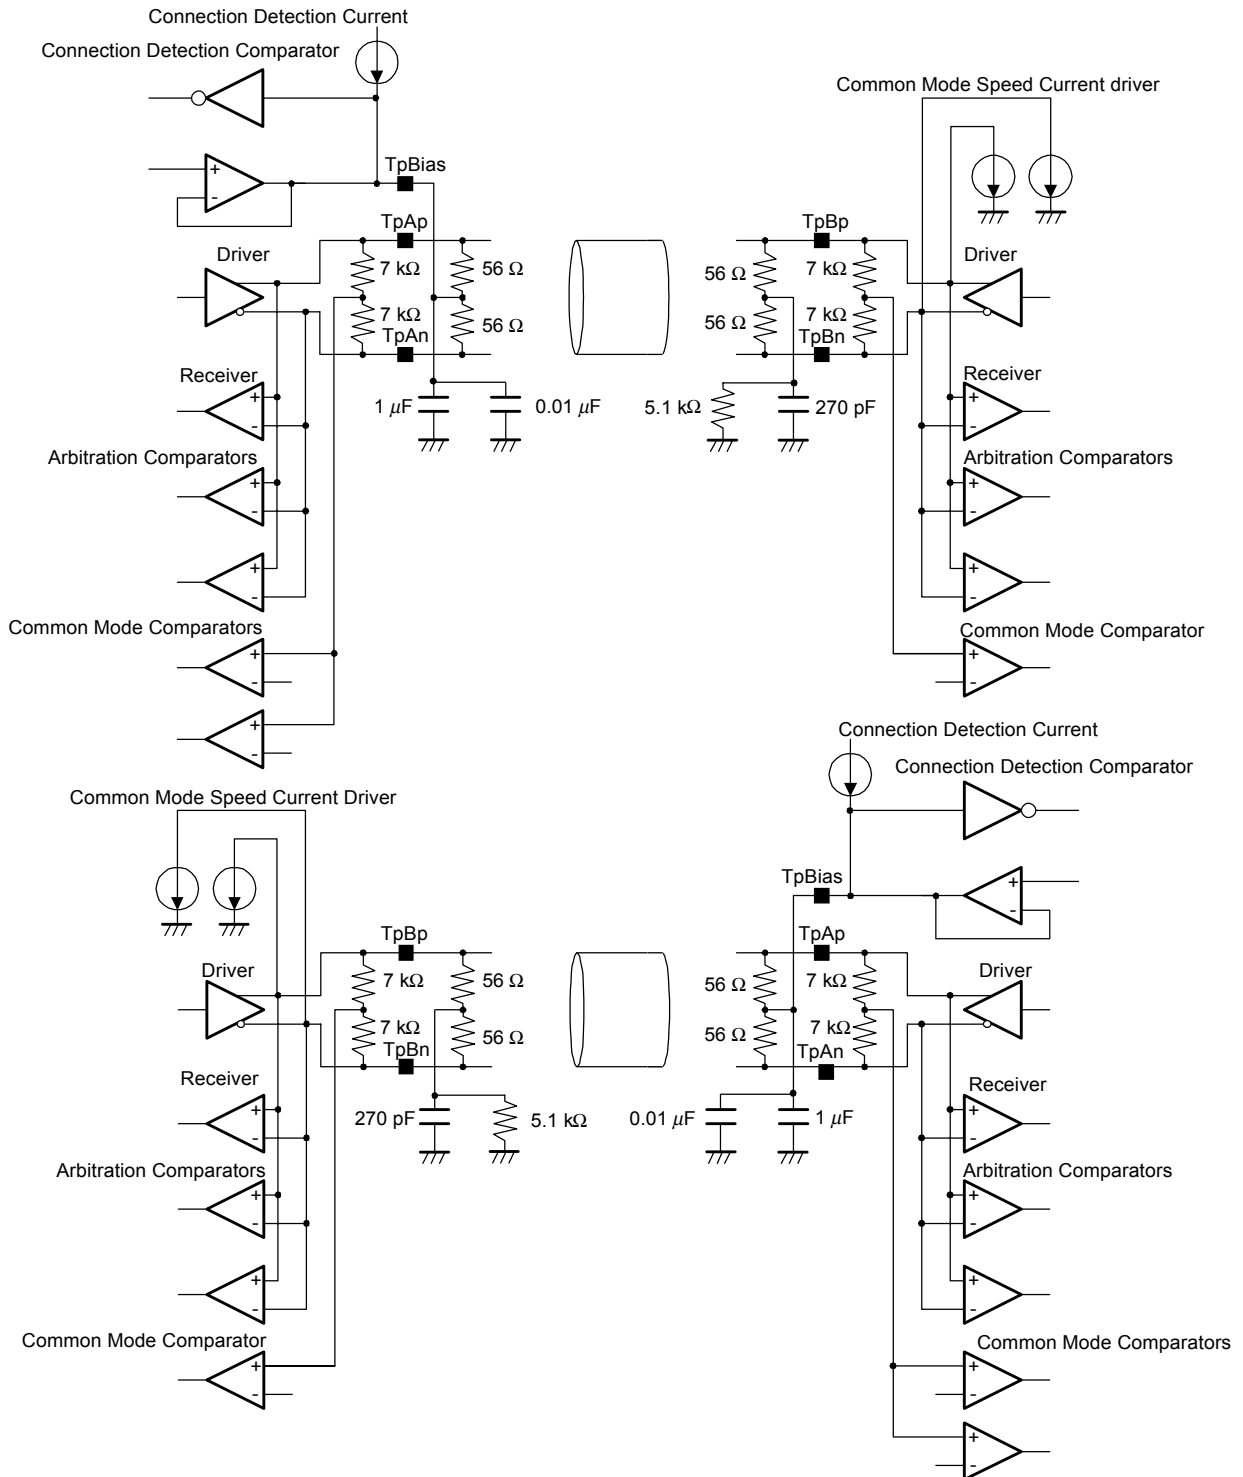 Connection Detection Current
Connection Detection Comparator
Common Mode Speed Current driver
+
-
TpBias
TpAp
TpBp
Driver
7 kΩ
56 Ω
56 Ω
7 kΩ
Driver
7 kΩ
56 Ω
56 Ω
7 kΩ
TpAn
TpBn
Receiver
+
-
1 μF
0.01 μF
5.1 kΩ
270 pF
Receiver
+
-
Arbitration Comparators
+
-
Arbitration Comparators
+
-
+
-
+
-
Common Mode Comparators
+
-
Common Mode Comparator
+
-
+
-
Connection Detection Current
Connection Detection Comparator
Common Mode Speed Current Driver
TpBias
+
-
TpBp
TpAp
Driver
7 kΩ
56 Ω
56 Ω
7 kΩ
Driver
7 kΩ
56 Ω
56 Ω
7 kΩ
TpBn
TpAn
Receiver
+
-
270 pF
5.1 kΩ
0.01 μF
1 μF
Receiver
+
-
Arbitration Comparators
+
-
Arbitration Comparators
+
-
+
-
+
-
Common Mode Comparator
+
-
Common Mode Comparators
+
-
+
-